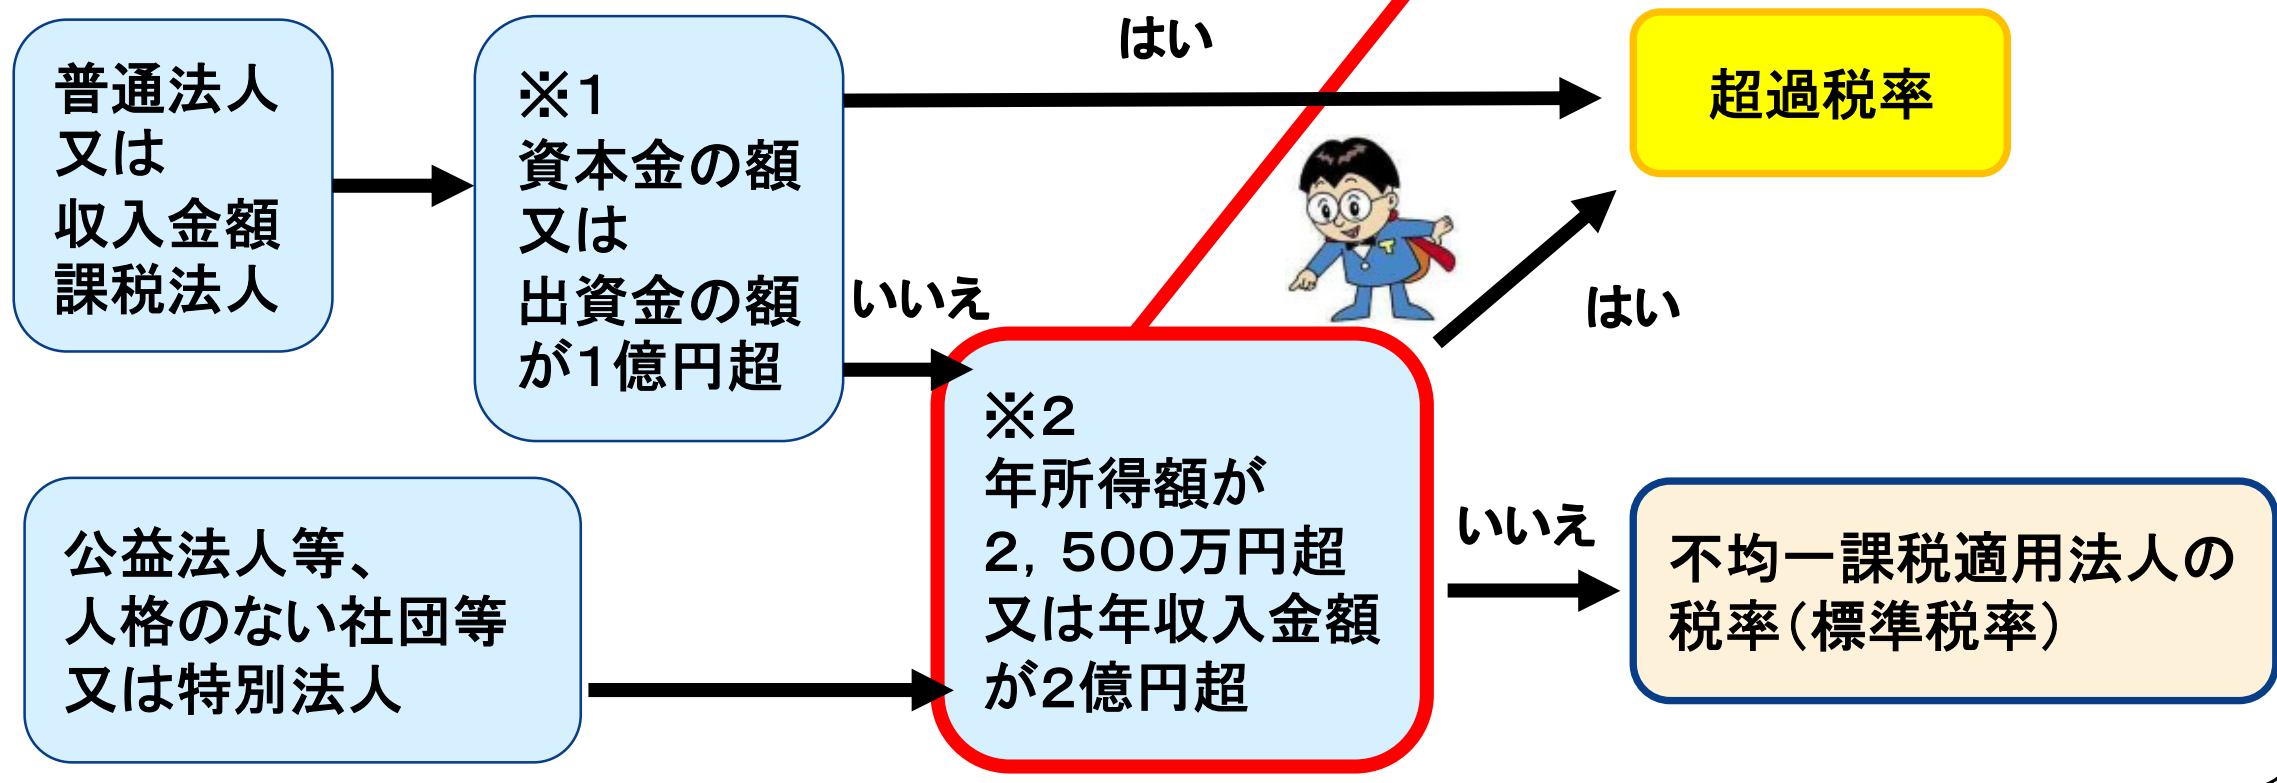 普通法人
又は
収入金額
課税法人
※1
資本金の額
又は
出資金の額
が1億円超
はい
超過税率
いいえ
はい
公益法人等、
人格のない社団等
又は特別法人
※2
年所得額が
2,500万円超
又は年収入金額
が2億円超
いいえ
不均一課税適用法人の
税率(標準税率)